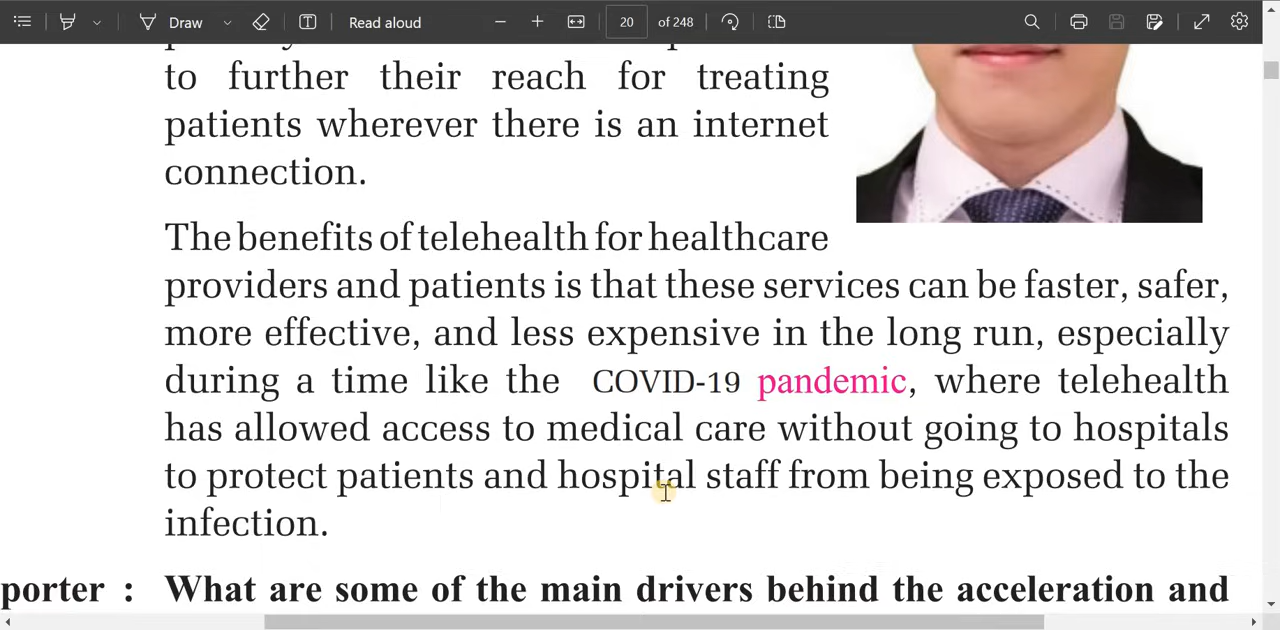 Draw
Read aloud
20 of 248
to further their reach for treating
patients wherever there is an internet
connection.
The benefits of telehealth for healthcare
providers and patients is that these services can be faster, safer,
more effective, and less expensive in the long run, especially
during a time like the COVID-19 pandemic, where telehealth
has allowed access to medical care without going to hospitals
to protect patients and hospital staff from being exposed to the
infection.
porter : What are some of the main drivers behind the acceleration and